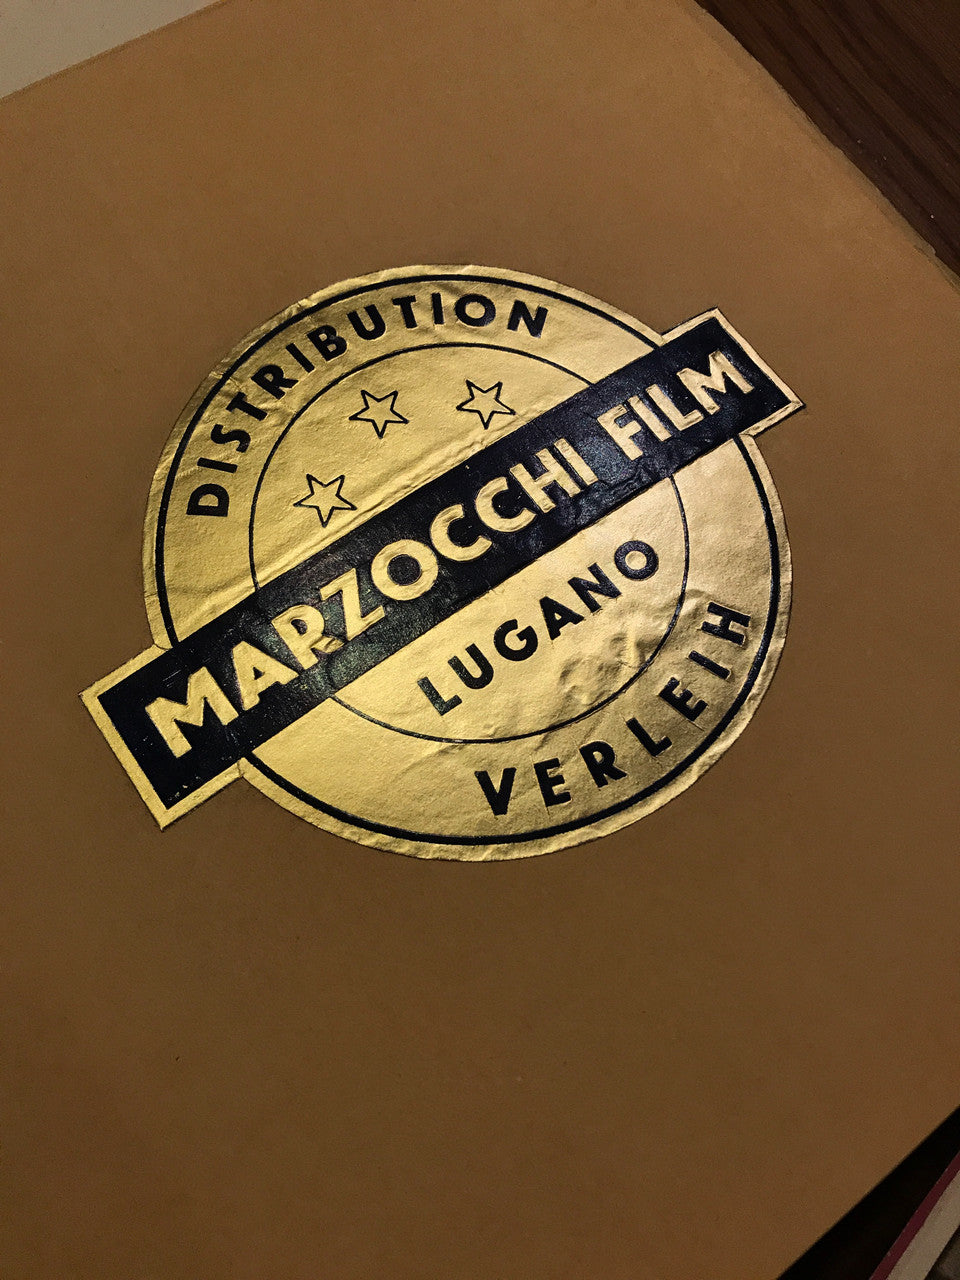 DISTRIBUTION
MARZOCCHI FILM
LUGANO
VERLEIH